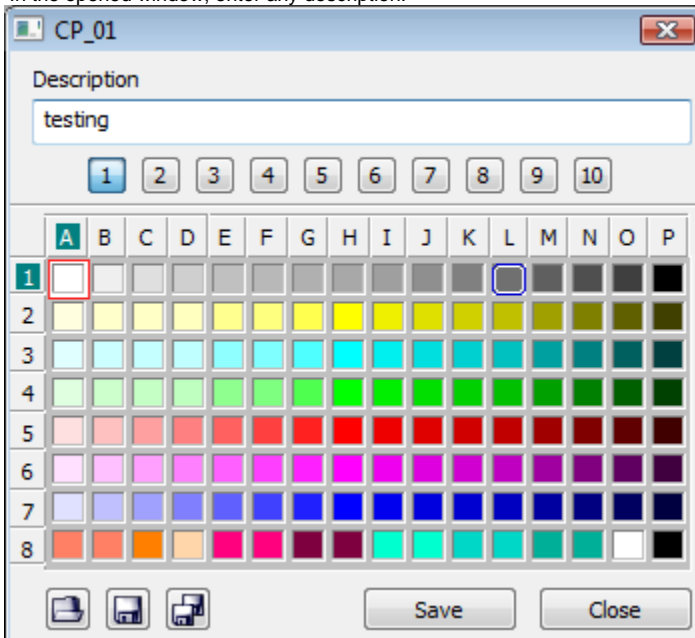 In the opened window, enter any description.
CP_01
Description
testing
1 2 3 4 5 6 7 8 9 10
A B C D E F G H I J K L M N O P
1
2
3
4
5
6
7
8
Save Close